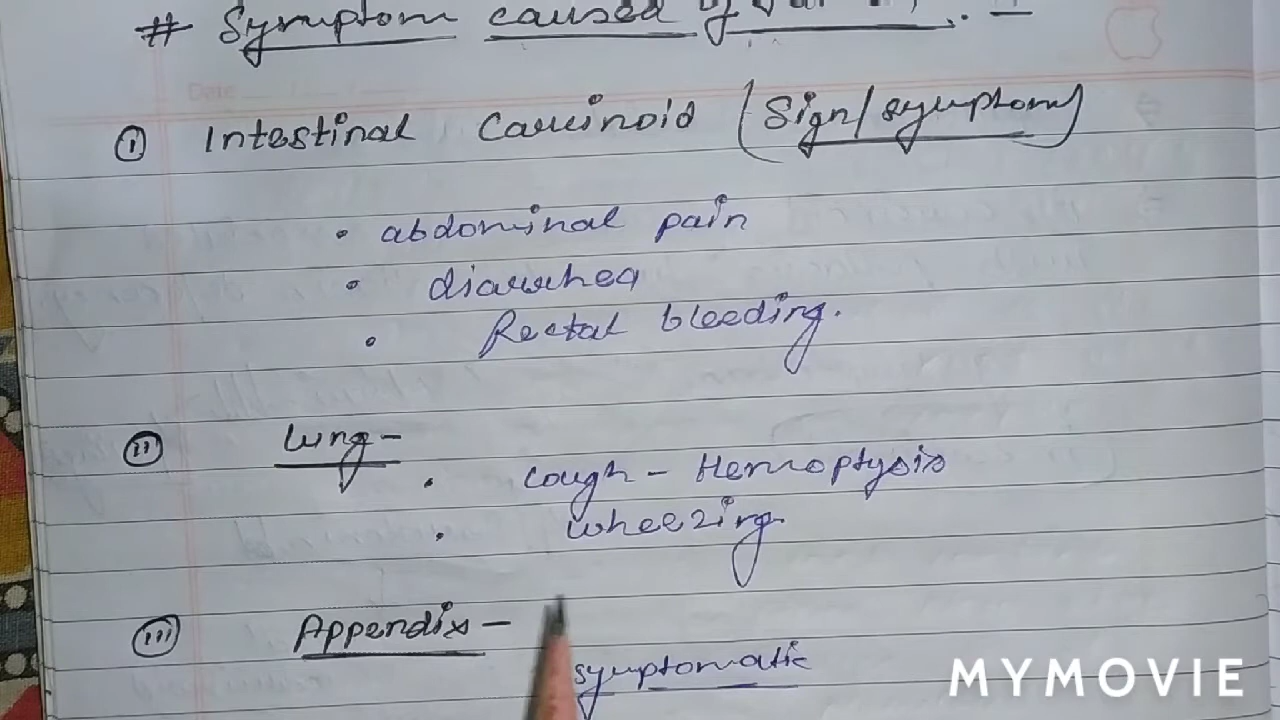 # Symptom caused of
Date
(i) Intestinal Carcinoid (Sign/symptom)
• abdominal pain
• diarrhea
• Rectal bleeding.
(ii) Lung -
• cough - Hemoptysis
• wheezing
(iii) Appendix -
symptomatic
MYMOVIE